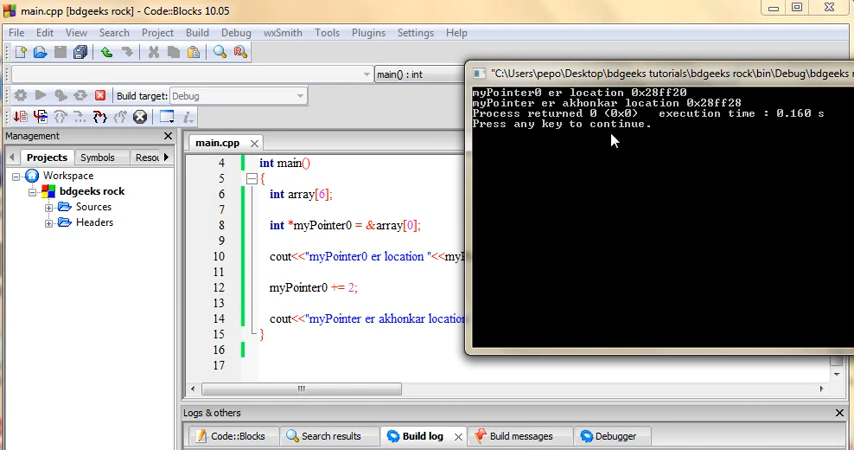 main.cpp [bdgeeks rock] - Code::Blocks 10.05
File Edit View Search Project Build Debug wxSmith Tools Plugins Settings Help
main() : int
Build target: Debug
Management
Projects Symbols Resou
Workspace
bdgeeks rock
Sources
Headers
main.cpp
4 int main()
5 {
6 int array[6];
7
8 int *myPointer0 = &array[0];
9
10 cout<<"myPointer0 er location "<<myP
11
12 myPointer0 += 2;
13
14 cout<<"myPointer er akhonkar location
15 }
16
17
"C:\Users\pepo\Desktop\bdgeeks tutorials\bdgeeks rock\bin\Debug\bdgeeks r
myPointer0 er location 0x28ff20
myPointer er akhonkar location 0x28ff28
Process returned 0 (0x0) execution time : 0.160 s
Press any key to continue.
Logs & others
Code::Blocks Search results Build log Build messages Debugger